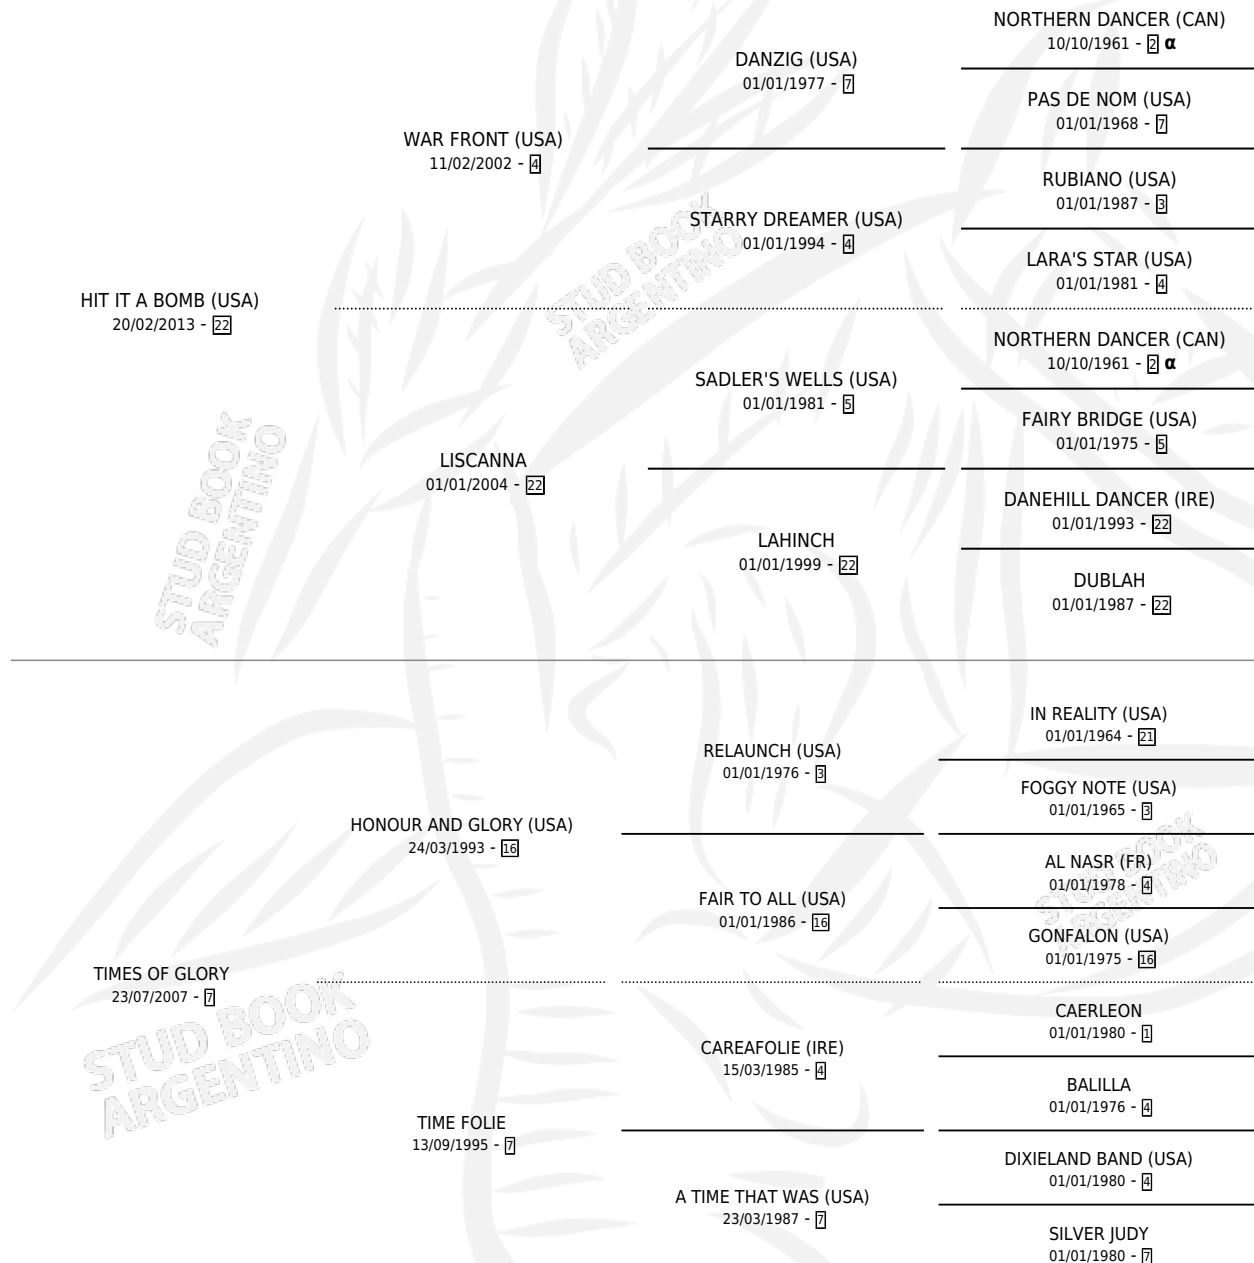 NORTHERN DANCER (CAN)
10/10/1961 - 2 α
DANZIG (USA)
01/01/1977 - 7
PAS DE NOM (USA)
01/01/1968 - 7
WAR FRONT (USA)
11/02/2002 - 4
RUBIANO (USA)
01/01/1987 - 3
STARRY DREAMER (USA)
01/01/1994 - 4
LARA'S STAR (USA)
01/01/1981 - 4
HIT IT A BOMB (USA)
20/02/2013 - 22
NORTHERN DANCER (CAN)
10/10/1961 - 2 α
SADLER'S WELLS (USA)
01/01/1981 - 5
FAIRY BRIDGE (USA)
01/01/1975 - 5
LISCANNA
01/01/2004 - 22
DANEHILL DANCER (IRE)
01/01/1993 - 22
LAHINCH
01/01/1999 - 22
DUBLAH
01/01/1987 - 22
IN REALITY (USA)
01/01/1964 - 21
RELAUNCH (USA)
01/01/1976 - 3
FOGGY NOTE (USA)
01/01/1965 - 3
HONOUR AND GLORY (USA)
24/03/1993 - 16
AL NASR (FR)
01/01/1978 - 4
FAIR TO ALL (USA)
01/01/1986 - 16
GONFALON (USA)
01/01/1975 - 16
TIMES OF GLORY
23/07/2007 - 7
CAERLEON
01/01/1980 - 1
CAREAFOLIE (IRE)
15/03/1985 - 4
BALILLA
01/01/1976 - 4
TIME FOLIE
13/09/1995 - 7
DIXIELAND BAND (USA)
01/01/1980 - 4
A TIME THAT WAS (USA)
23/03/1987 - 7
SILVER JUDY
01/01/1980 - 7
STUD BOOK
ARGENTINO
STUD BOOK
ARGENTINO
STUD BOOK
ARGENTINO
STUD BOOK
ARGENTINO